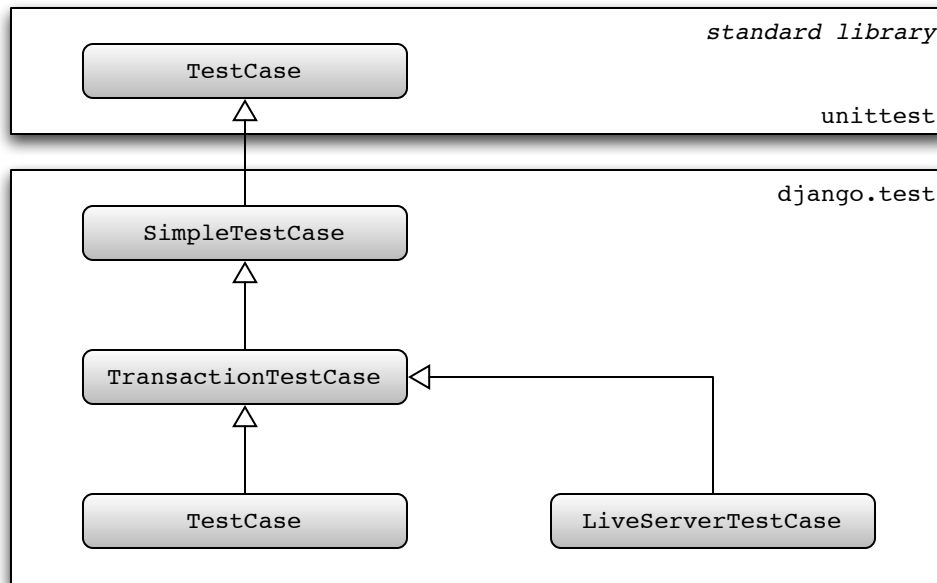 standard library
TestCase
unittest
django.test
SimpleTestCase
TransactionTestCase
TestCase
LiveServerTestCase